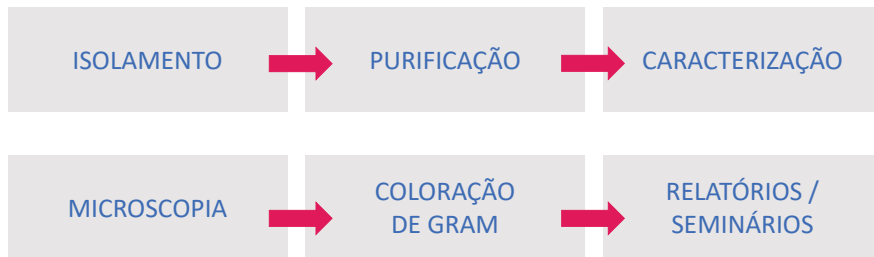 ISOLAMENTO
PURIFICAÇÃO
CARACTERIZAÇÃO
MICROSCOPIA
COLORAÇÃO
DE GRAM
RELATÓRIOS /
SEMINÁRIOS